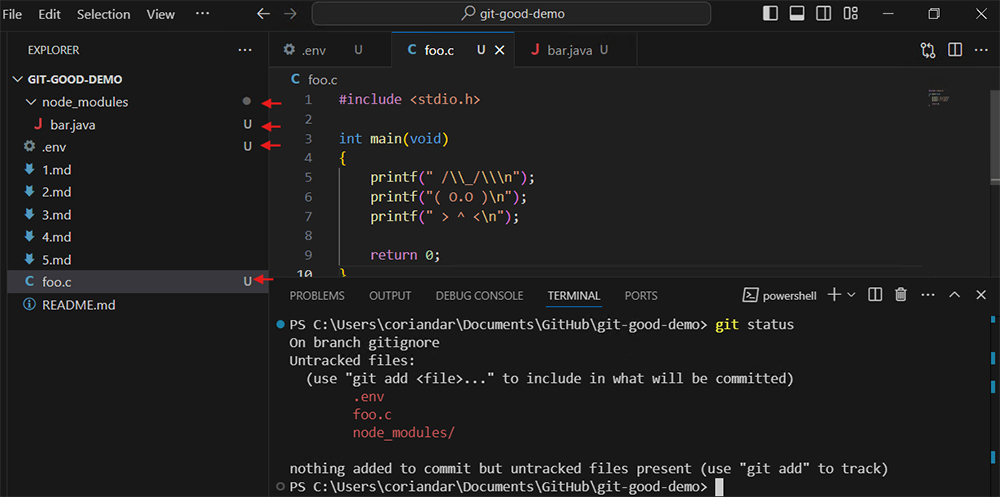 File Edit Selection View ··· git-good-demo
EXPLORER ···
GIT-GOOD-DEMO
node_modules
J bar.java U
.env U
1.md
2.md
3.md
4.md
5.md
C foo.c U
README.md
.env U C foo.c U J bar.java U
C foo.c
1 #include <stdio.h>
2
3 int main(void)
4 {
5 printf(" /\\_/\\\n");
6 printf("( O.O )\n");
7 printf(" > ^ <\n");
8
9 return 0;
10 }
PROBLEMS OUTPUT DEBUG CONSOLE TERMINAL PORTS powershell
PS C:\Users\coriandar\Documents\GitHub\git-good-demo> git status
On branch gitignore
Untracked files:
(use "git add <file>..." to include in what will be committed)
.env
foo.c
node_modules/
nothing added to commit but untracked files present (use "git add" to track)
PS C:\Users\coriandar\Documents\GitHub\git-good-demo>